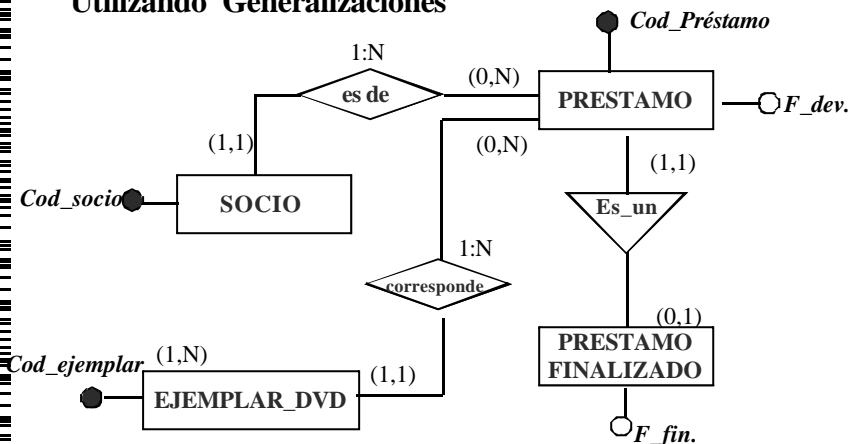 Utilizando Generalizaciones
Cod_Préstamo
1:N
es de
(0,N)
PRESTAMO
F_dev.
(1,1)
(0,N)
(1,1)
Cod_socio
SOCIO
Es_un
1:N
corresponde
(0,1)
Cod_ejemplar
(1,N)
EJEMPLAR_DVD
(1,1)
PRESTAMO
FINALIZADO
F_fin.